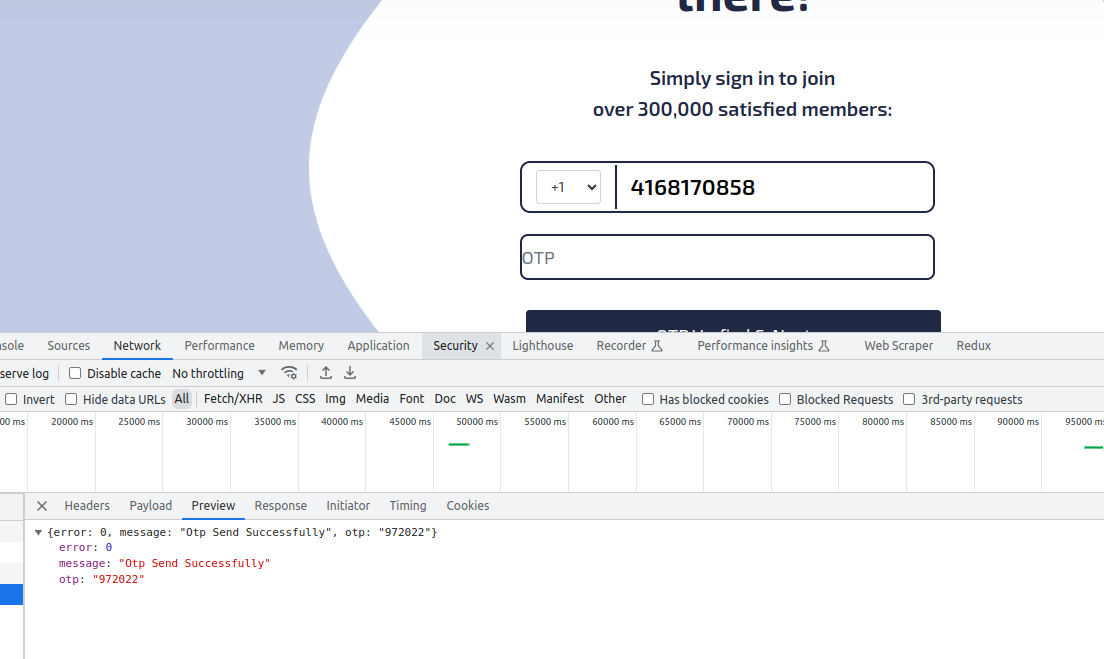 there!
Simply sign in to join
over 300,000 satisfied members:
+1 4168170858
OTP
sole Sources Network Performance Memory Application Security Lighthouse Recorder Performance insights Web Scraper Redux
serve log Disable cache No throttling
Invert Hide data URLs All Fetch/XHR JS CSS Img Media Font Doc WS Wasm Manifest Other Has blocked cookies Blocked Requests 3rd-party requests
00 ms 20000 ms 25000 ms 30000 ms 35000 ms 40000 ms 45000 ms 50000 ms 55000 ms 60000 ms 65000 ms 70000 ms 75000 ms 80000 ms 85000 ms 90000 ms 95000 ms
Headers Payload Preview Response Initiator Timing Cookies
{error: 0, message: "Otp Send Successfully", otp: "972022"}
error: 0
message: "Otp Send Successfully"
otp: "972022"